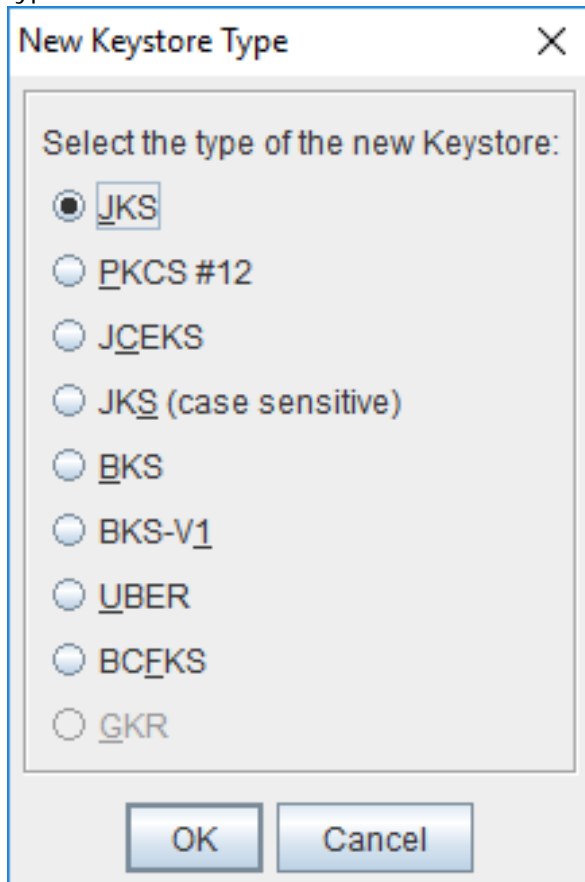 New Keystore Type
Select the type of the new Keystore:
JKS
PKCS #12
JCEKS
JKS (case sensitive)
BKS
BKS-V1
UBER
BCFKS
GKR
OK Cancel